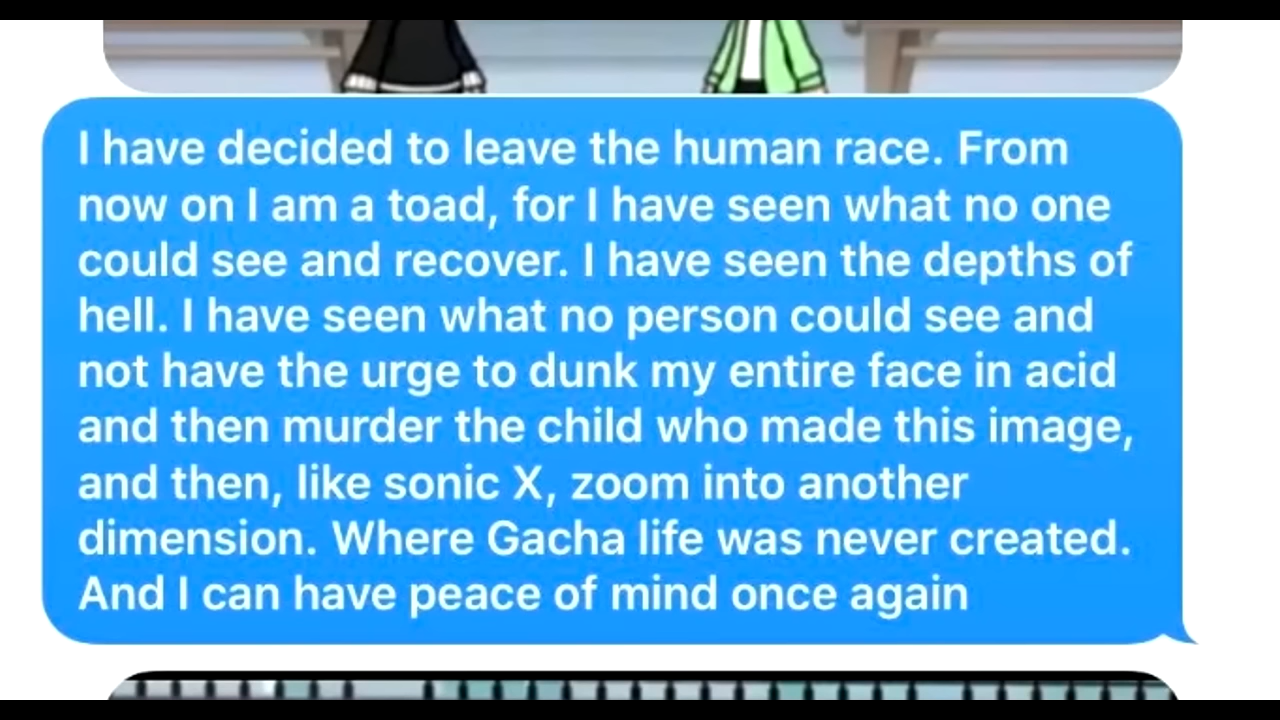 I have decided to leave the human race. From
now on I am a toad, for I have seen what no one
could see and recover. I have seen the depths of
hell. I have seen what no person could see and
not have the urge to dunk my entire face in acid
and then murder the child who made this image,
and then, like sonic X, zoom into another
dimension. Where Gacha life was never created.
And I can have peace of mind once again